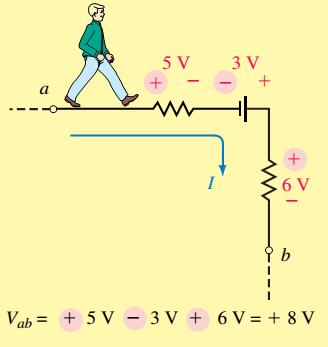 5 V 3 V
a + − − +
I
+
6 V
−
b
V_ab = + 5 V − 3 V + 6 V = + 8 V